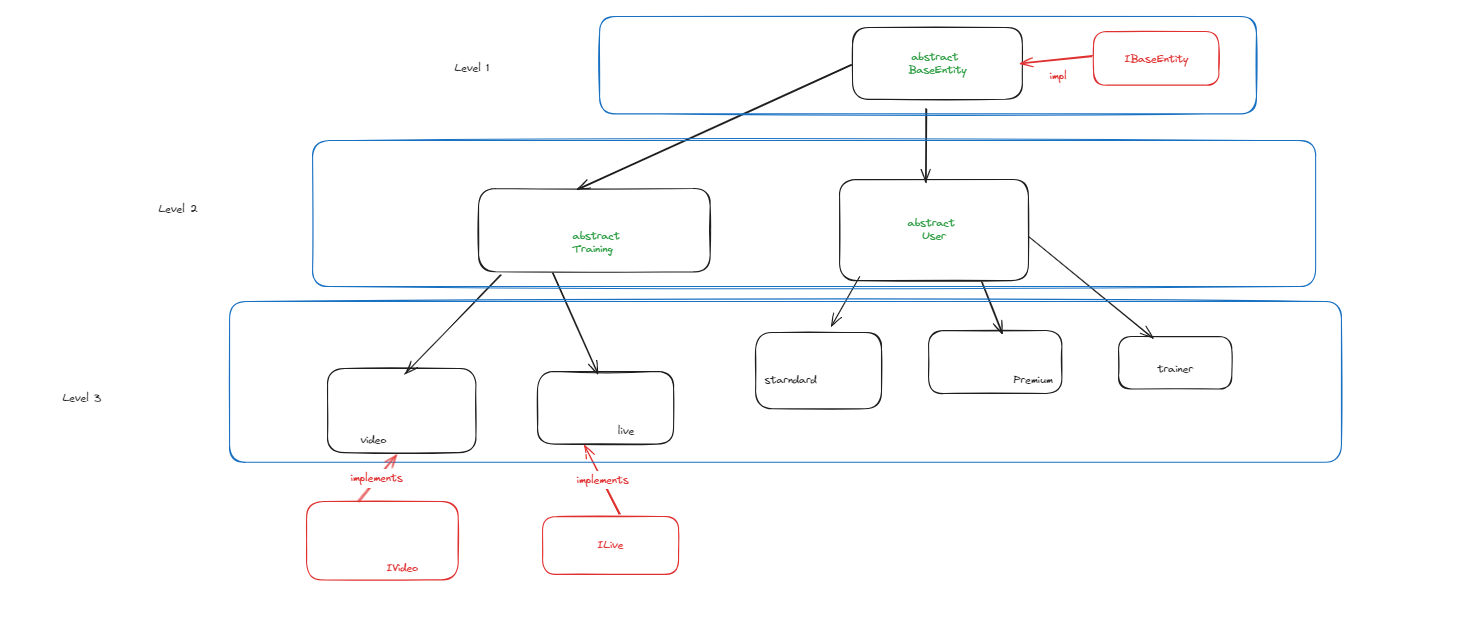 Level 1
abstract
BaseEntity
IBaseEntity
impl
Level 2
abstract
Training
abstract
User
Level 3
video
live
starndard
Premium
trainer
implements
implements
IVideo
ILive